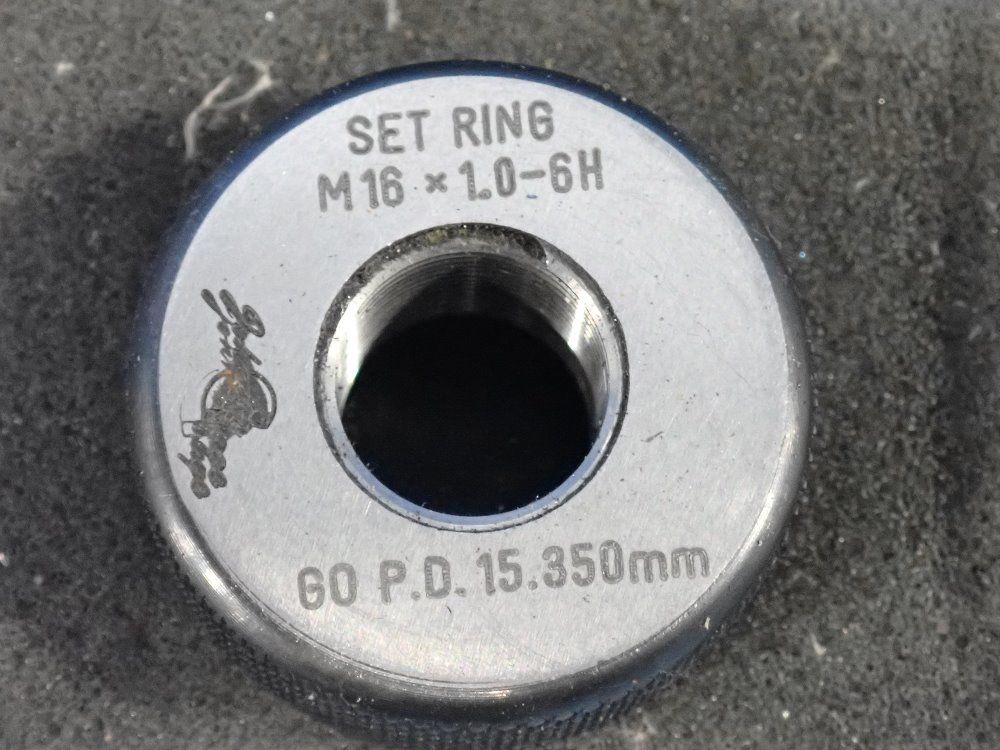 SET RING
M16 × 1.0-6H
GO P.D. 15.350mm